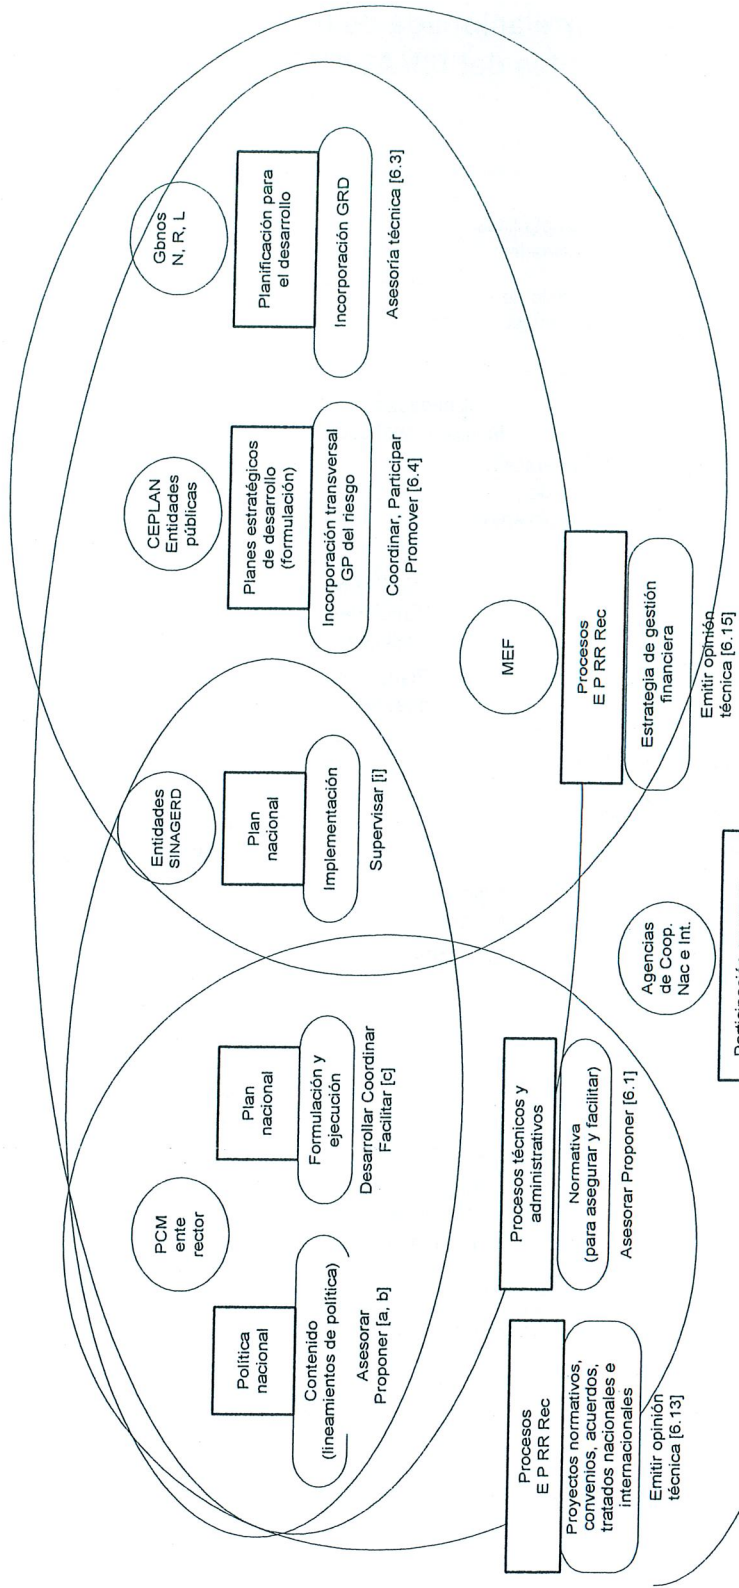 PCM
ente
rector
Política
nacional
Contenido
(lineamientos de política)
Asesorar
Proponer [a, b]
Plan
nacional
Formulación y
ejecución
Desarrollar Coordinar
Facilitar [c]
Entidades
SINAGERD
Plan
nacional
Implementación
Supervisar [i]
CEPLAN
Entidades
públicas
Planes estratégicos
de desarrollo
(formulación)
Incorporación transversal
GP del riesgo
Coordinar, Participar
Promover [6.4]
Gbnos
N, R, L
Planificación para
el desarrollo
Incorporación GRD
Asesoría técnica [6.3]
Procesos
E P RR Rec
Proyectos normativos,
convenios, acuerdos,
tratados nacionales e
internacionales
Emitir opinión
técnica [6.13]
Procesos técnicos y
administrativos
Normativa
(para asegurar y facilitar)
Asesorar Proponer [6.1]
MEF
Procesos
E P RR Rec
Estrategia de gestión
financiera
Emitir opinión
técnica [6.15]
Agencias
de Coop.
Nac e Int.